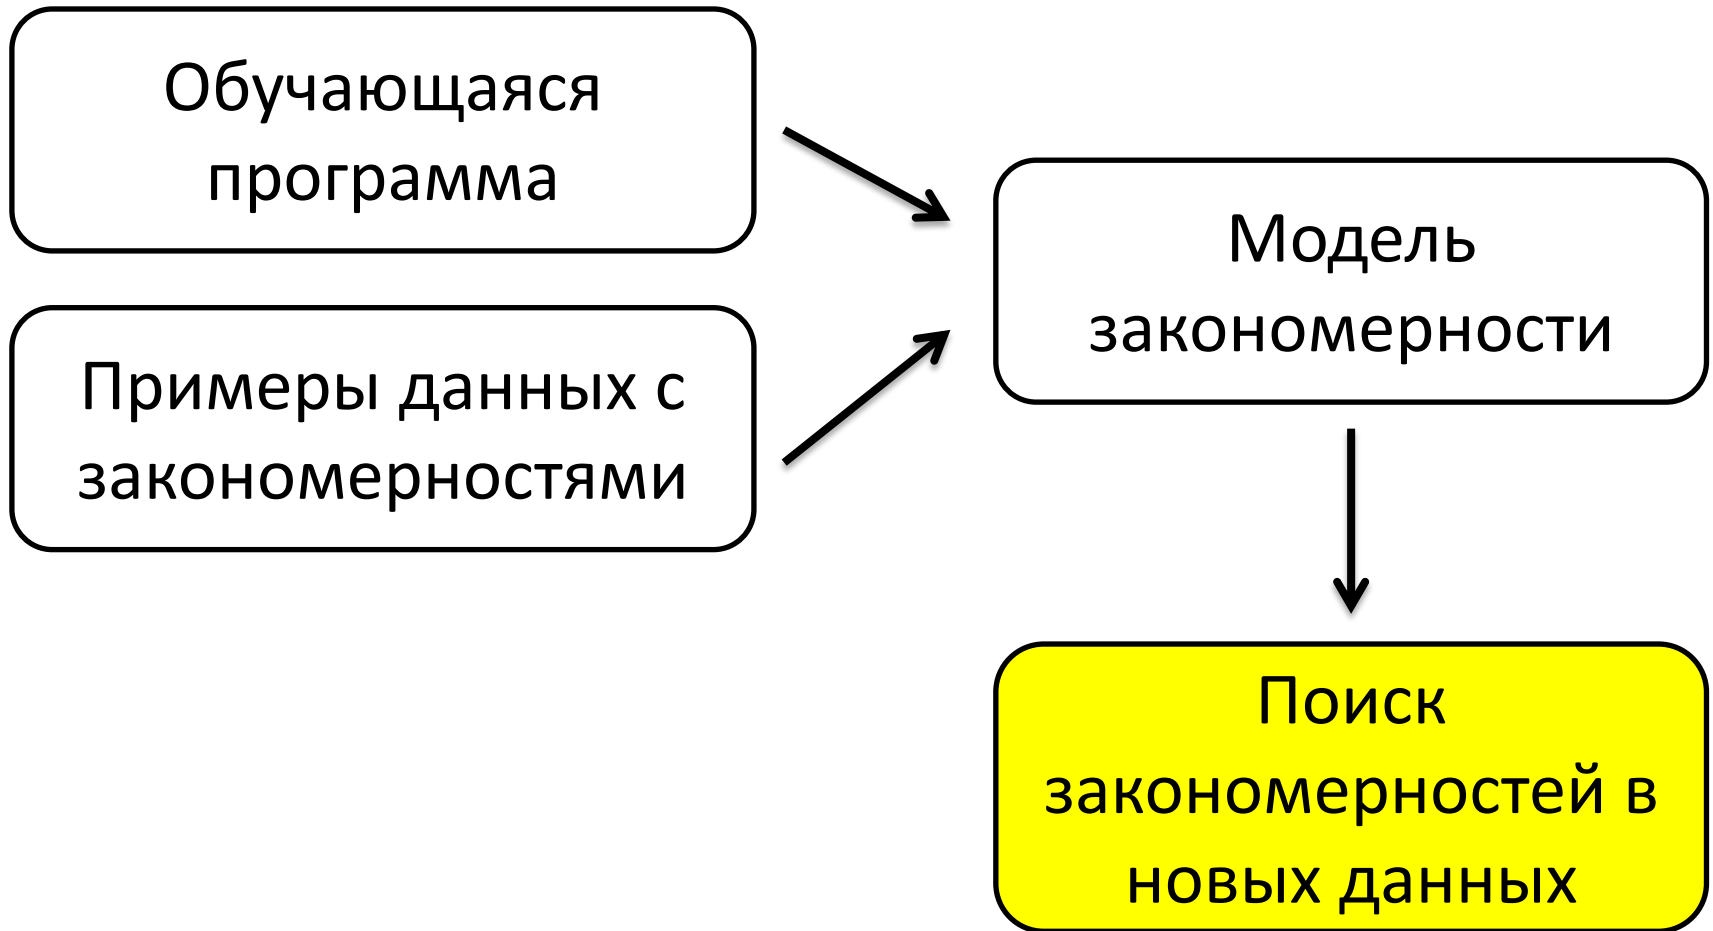 Обучающаяся
программа
Примеры данных с
закономерностями
Модель
закономерности
Поиск
закономерностей в
новых данных